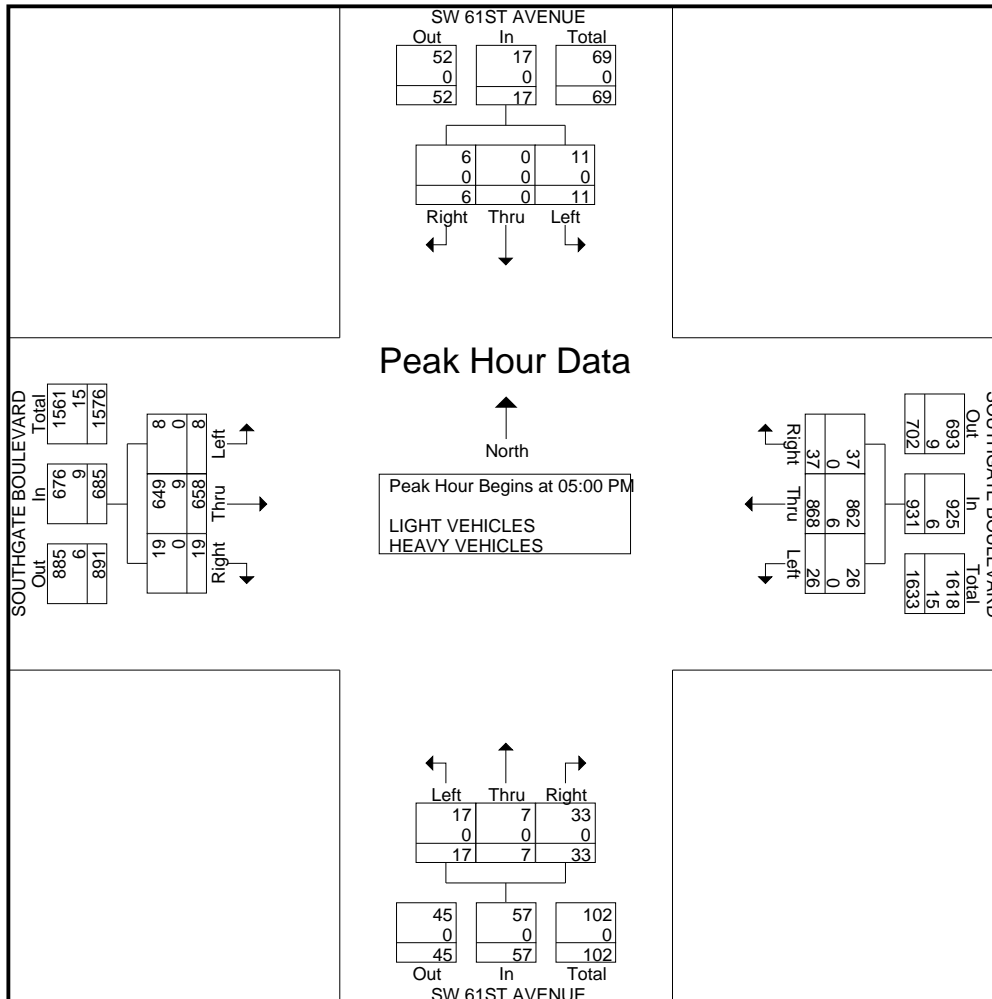 SW 61ST AVENUE
Out In Total
52 17 69
0 0 0
52 17 69
6 0 11
0 0 0
6 0 11
Right Thru Left
Peak Hour Data
North
Peak Hour Begins at 05:00 PM
LIGHT VEHICLES
HEAVY VEHICLES
SOUTHGATE BOULEVARD
Total In Out
1561 676 885
15 9 6
1576 685 891
8 649 19
0 9 0
8 658 19
Left Thru Right
SOUTHGATE BOULEVARD
Out In Total
693 925 1618
9 6 15
702 931 1633
37 862 26
0 6 0
37 868 26
Right Thru Left
Left Thru Right
17 7 33
0 0 0
17 7 33
45 57 102
0 0 0
45 57 102
Out In Total
SW 61ST AVENUE